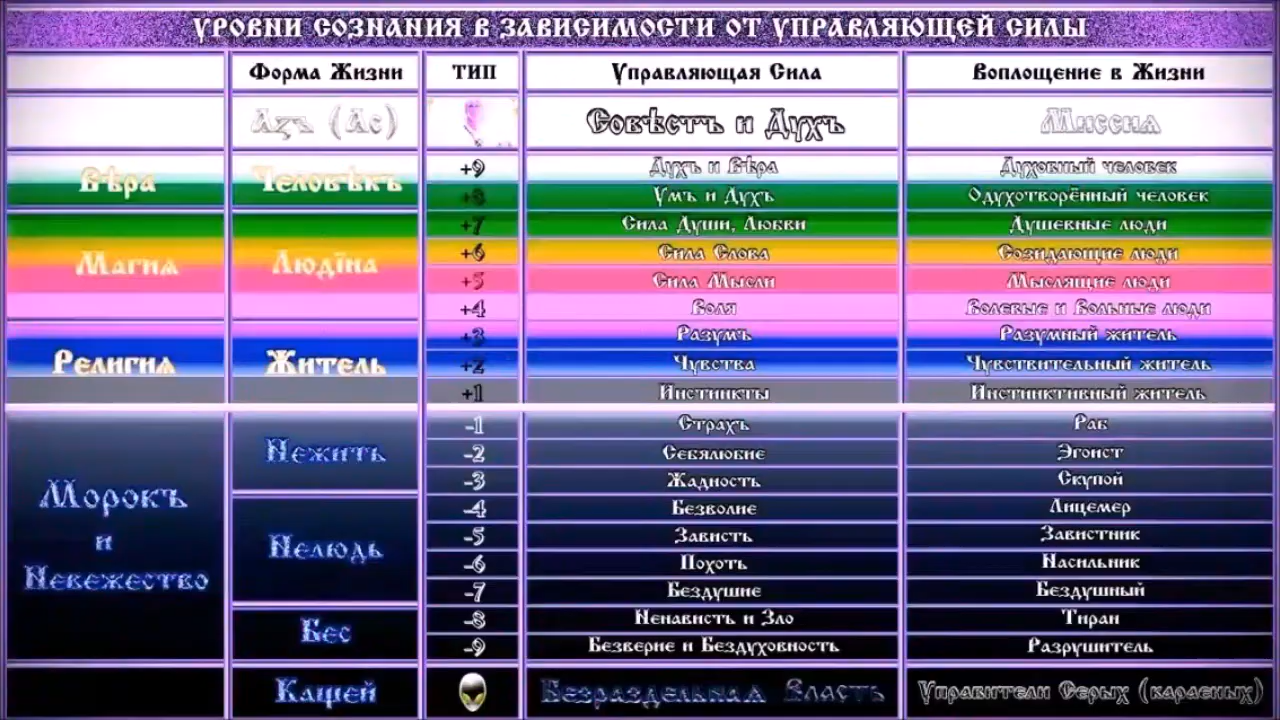 УРОВНИ СОЗНАНИЯ В ЗАВИСИМОСТИ ОТ УПРАВЛЯЮЩЕЙ СИЛЫ
Форма Жизни ТИП Управляющая Сила Воплощение в Жизни
Азъ (Ас) Совѣсть и Духъ Миссия
Вѣра Человѣкъ
+9 Духъ и Вѣра Духовный человек
+8 Умъ и Духъ Одухотворённый человек
Магия Людіна
+7 Сила Души, Любви Душевные люди
+6 Сила Слова Созидающие люди
+5 Сила Мысли Мыслящие люди
+4 Воля Волевые и Вольные люди
Религия Житель
+3 Разумъ Разумный житель
+2 Чувства Чувствительный житель
+1 Инстинкты Инстинктивный житель
Морокъ
и
Невежество
Нежить
-1 Страхъ Раб
-2 Себялюбие Эгоист
-3 Жадность Скупой
Нелюдь
-4 Безволие Лицемер
-5 Зависть Завистник
-6 Похоть Насильник
-7 Бездушие Бездушный
Бес
-8 Ненависть и Зло Тиран
-9 Безверие и Бездуховность Разрушитель
Кащей Безраздельная Власть Управители Серых (караеных)